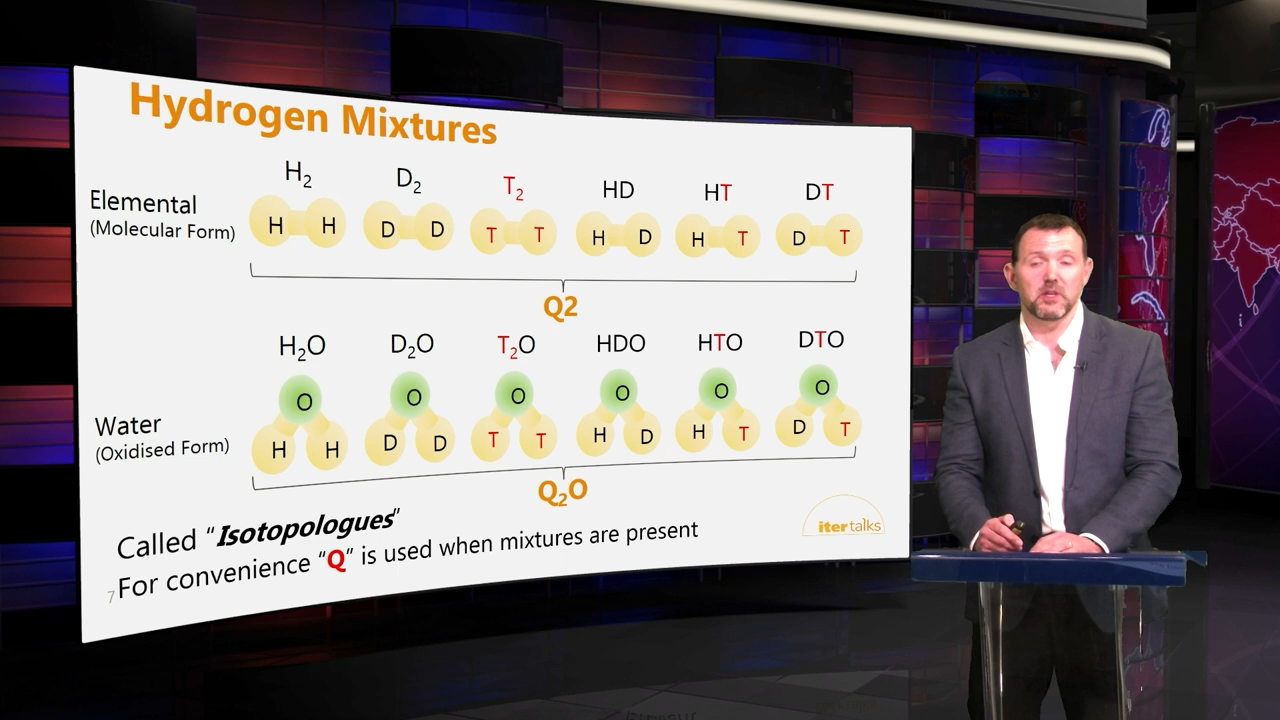 Hydrogen Mixtures
H₂ D₂ T₂ HD HT DT
Elemental
(Molecular Form)
H H D D T T H D H T D T
Q2
H₂O D₂O T₂O HDO HTO DTO
O O O O O O
Water
(Oxidised Form)
H H D D T T H D H T D T
Q₂O
Called "Isotopologues"
For convenience "Q" is used when mixtures are present
7
iter talks
iter